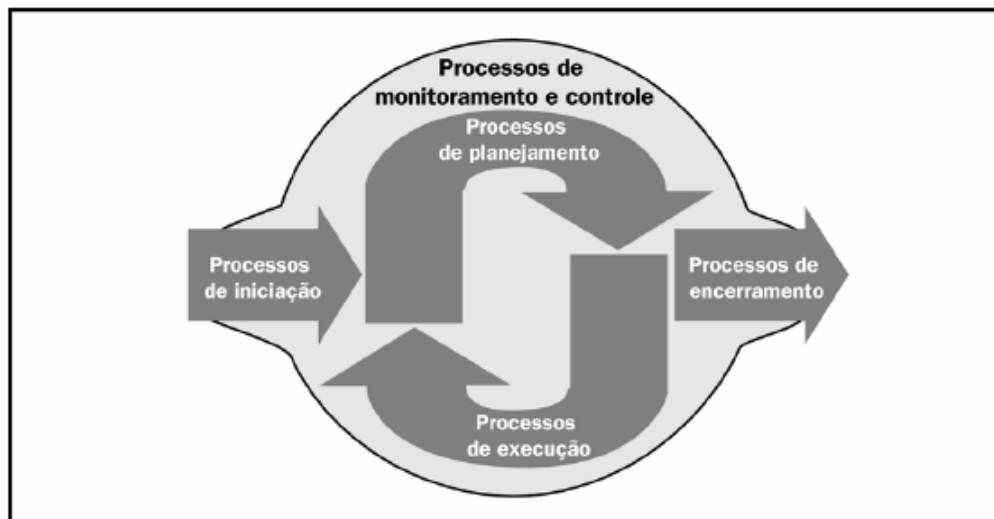 Processos de
monitoramento e controle
Processos
de planejamento
Processos
de iniciação
Processos de
encerramento
Processos
de execução